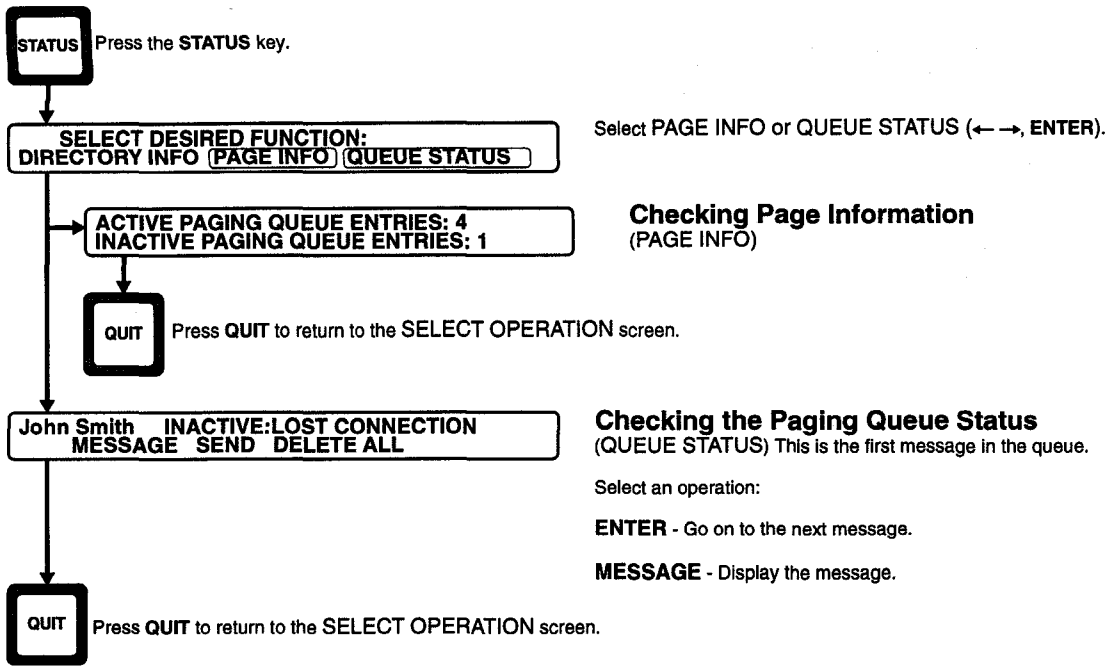 STATUS
Press the STATUS key.
SELECT DESIRED FUNCTION:
DIRECTORY INFO PAGE INFO QUEUE STATUS
Select PAGE INFO or QUEUE STATUS (← →, ENTER).
ACTIVE PAGING QUEUE ENTRIES: 4
INACTIVE PAGING QUEUE ENTRIES: 1
Checking Page Information
(PAGE INFO)
QUIT
Press QUIT to return to the SELECT OPERATION screen.
John Smith INACTIVE:LOST CONNECTION
MESSAGE SEND DELETE ALL
Checking the Paging Queue Status
(QUEUE STATUS) This is the first message in the queue.
Select an operation:
ENTER - Go on to the next message.
MESSAGE - Display the message.
QUIT
Press QUIT to return to the SELECT OPERATION screen.